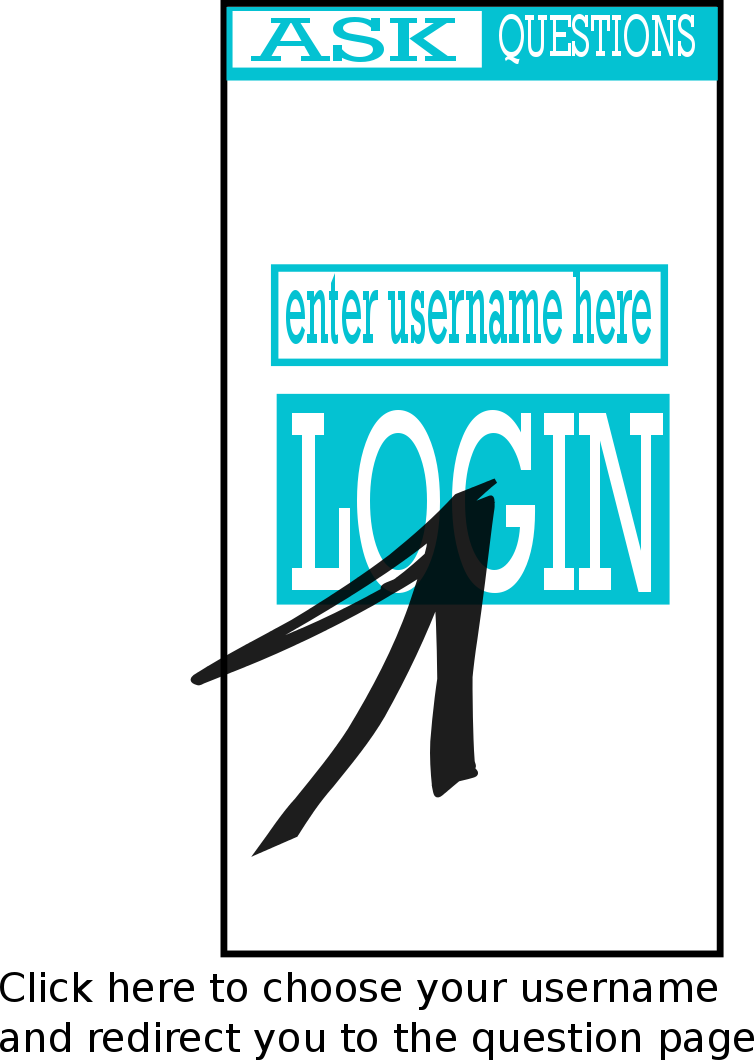 ASK QUESTIONS
enter username here
LOGIN
Click here to choose your username
and redirect you to the question page